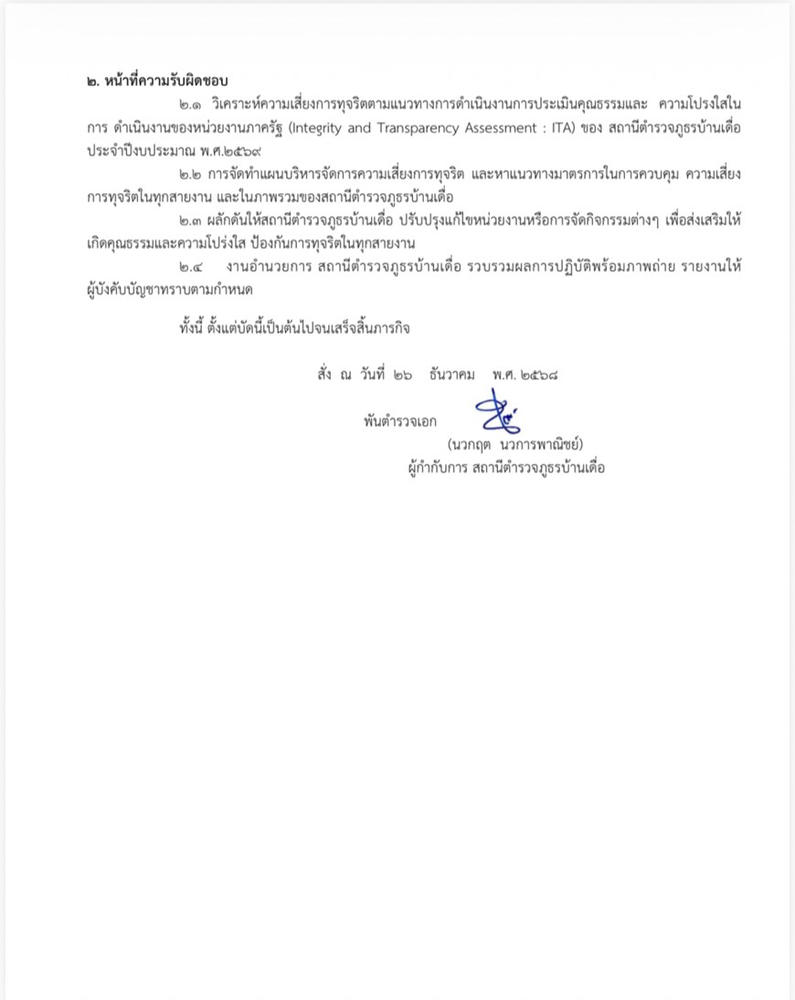 ๒. หน้าที่ความรับผิดชอบ
๒.๑ วิเคราะห์ความเสี่ยงการทุจริตตามแนวทางการดำเนินงานการประเมินคุณธรรมและ ความโปรงใสใน
การ ดำเนินงานของหน่วยงานภาครัฐ (Integrity and Transparency Assessment : ITA) ของ สถานีตำรวจภูธรบ้านเดื่อ
ประจำปีงบประมาณ พ.ศ.๒๕๖๙
๒.๒ การจัดทำแผนบริหารจัดการความเสี่ยงการทุจริต และหาแนวทางมาตรการในการควบคุม ความเสี่ยง
การทุจริตในทุกสายงาน และในภาพรวมของสถานีตำรวจภูธรบ้านเดื่อ
๒.๓ ผลักดันให้สถานีตำรวจภูธรบ้านเดื่อ ปรับปรุงแก้ไขหน่วยงานหรือการจัดกิจกรรมต่างๆ เพื่อส่งเสริมให้
เกิดคุณธรรมและความโปร่งใส ป้องกันการทุจริตในทุกสายงาน
๒.๔ งานอำนวยการ สถานีตำรวจภูธรบ้านเดื่อ รวบรวมผลการปฏิบัติพร้อมภาพถ่าย รายงานให้
ผู้บังคับบัญชาทราบตามกำหนด
ทั้งนี้ ตั้งแต่บัดนี้เป็นต้นไปจนเสร็จสิ้นภารกิจ
สั่ง ณ วันที่ ๒๖ ธันวาคม พ.ศ. ๒๕๖๘
พันตำรวจเอก
(นวกฤต นวการพาณิชย์)
ผู้กำกับการ สถานีตำรวจภูธรบ้านเดื่อ